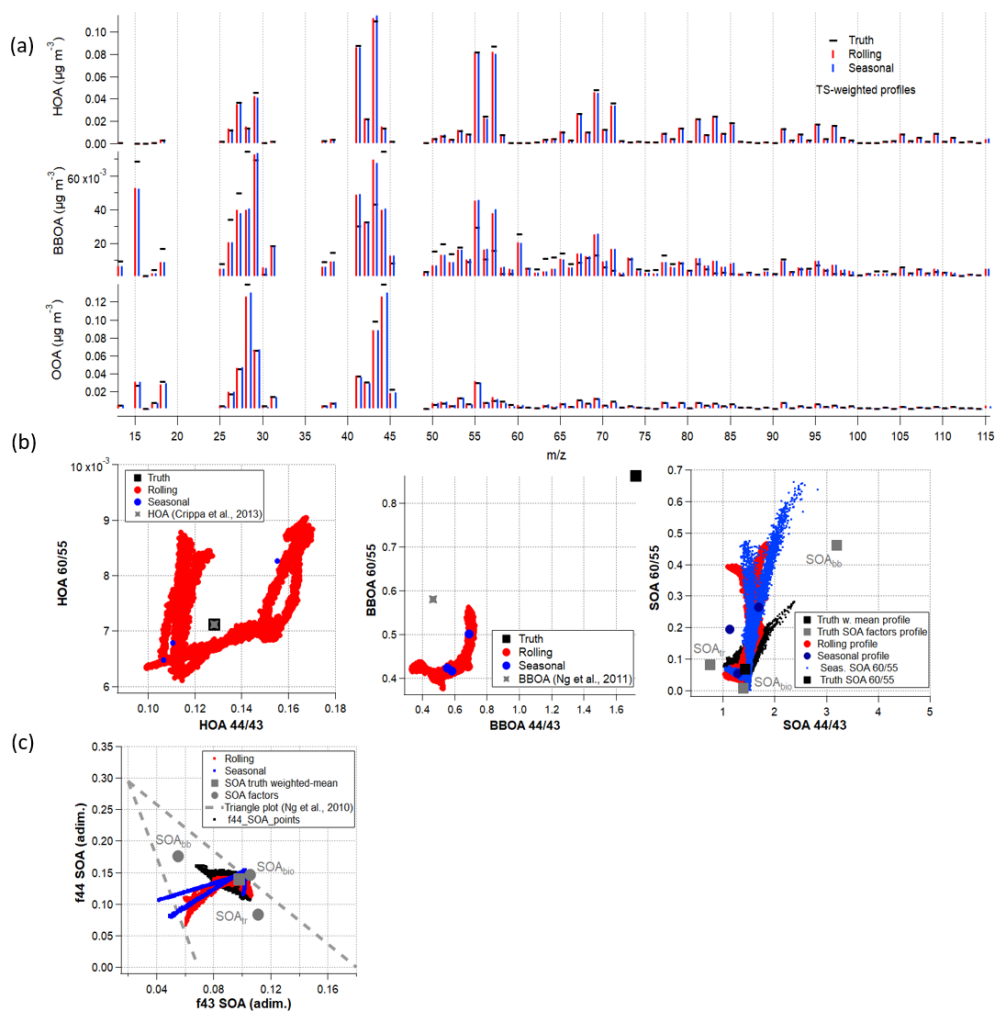 (a)
HOA (µg m⁻³)
0.10
0.08
0.06
0.04
0.02
0.00
Truth
Rolling
Seasonal
TS-weighted profiles
BBOA (µg m⁻³)
60 x10⁻³
40
20
OOA (µg m⁻³)
0.12
0.10
0.08
0.06
0.04
0.02
15 20 25 30 35 40 45 50 55 60 65 70 75 80 85 90 95 100 105 110 115
m/z
(b)
HOA 60/55
10 x10⁻³
9
8
7
6
Truth
Rolling
Seasonal
HOA (Crippa et al., 2013)
0.10 0.12 0.14 0.16 0.18
HOA 44/43
BBOA 60/55
0.8
0.7
0.6
0.5
0.4
Truth
Rolling
Seasonal
BBOA (Ng et al., 2011)
0.4 0.6 0.8 1.0 1.2 1.4 1.6
BBOA 44/43
SOA 60/55
0.7
0.6
0.5
0.4
0.3
0.2
0.1
0.0
SOAbb
SOAtr
SOAbio
Truth w. mean profile
Truth SOA factors profile
Rolling profile
Seasonal profile
Seas. SOA 60/55
Truth SOA 60/55
1 2 3 4 5
SOA 44/43
(c)
f44 SOA (adim.)
0.35
0.30
0.25
0.20
0.15
0.10
0.05
0.00
Rolling
Seasonal
SOA truth weighted-mean
SOA factors
Triangle plot (Ng et al., 2010)
f44_SOA_points
SOAbb
SOAbio
SOAtr
0.04 0.08 0.12 0.16
f43 SOA (adim.)